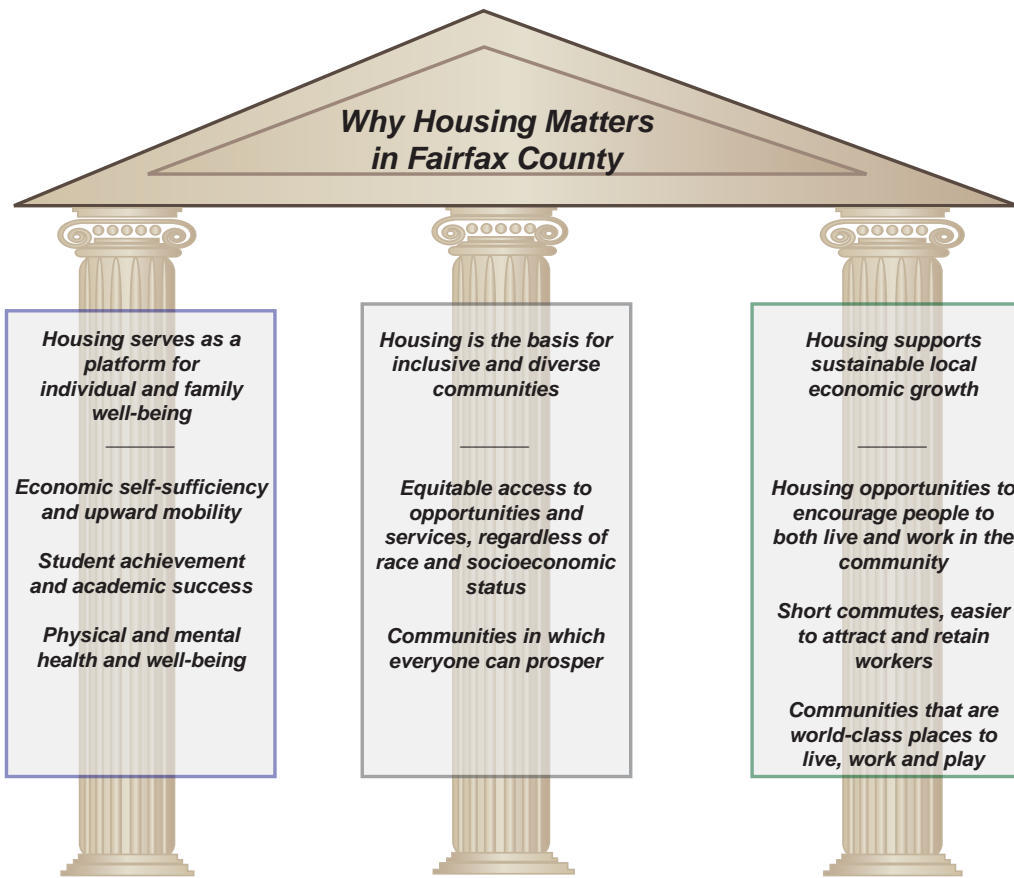 Why Housing Matters
in Fairfax County
Housing serves as a
platform for
individual and family
well-being
Economic self-sufficiency
and upward mobility
Student achievement
and academic success
Physical and mental
health and well-being
Housing is the basis for
inclusive and diverse
communities
Equitable access to
opportunities and
services, regardless of
race and socioeconomic
status
Communities in which
everyone can prosper
Housing supports
sustainable local
economic growth
Housing opportunities to
encourage people to
both live and work in the
community
Short commutes, easier
to attract and retain
workers
Communities that are
world-class places to
live, work and play